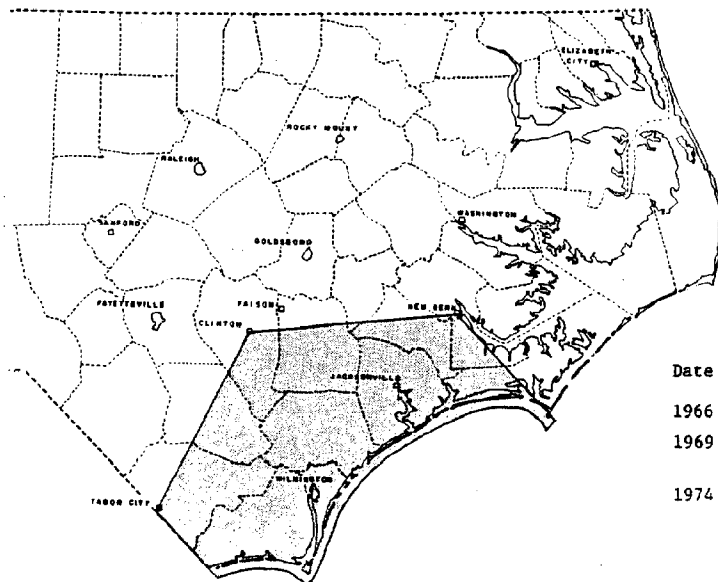 ELIZABETH
CITY
ROCKY MOUNT
RALEIGH
SANFORD
WASHINGTON
GOLDSBORO
FAYETTEVILLE
FAISON
NEW BERN
CLINTON
JACKSONVILLE
WILMINGTON
TABOR CITY
Date
1966
1969
1974